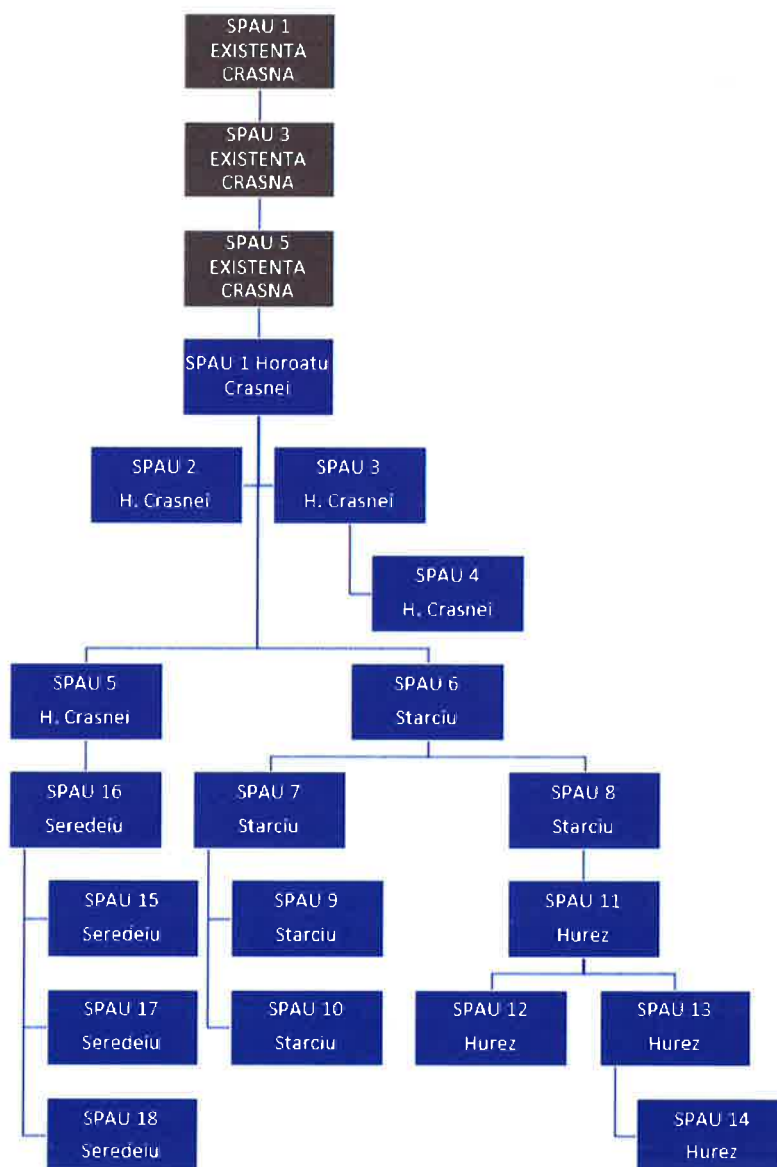 SPAU 1
EXISTENTA
CRASNA
SPAU 3
EXISTENTA
CRASNA
SPAU 5
EXISTENTA
CRASNA
SPAU 1 Horoatu
Crasnei
SPAU 2
H. Crasnei
SPAU 3
H. Crasnei
SPAU 4
H. Crasnei
SPAU 5
H. Crasnei
SPAU 6
Starciu
SPAU 16
Seredeiu
SPAU 7
Starciu
SPAU 8
Starciu
SPAU 15
Seredeiu
SPAU 9
Starciu
SPAU 11
Hurez
SPAU 17
Seredeiu
SPAU 10
Starciu
SPAU 12
Hurez
SPAU 13
Hurez
SPAU 18
Seredeiu
SPAU 14
Hurez